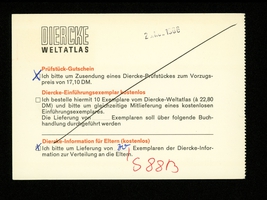 DIERCKE
WELTATLAS
Prüfstück-Gutschein
Ich bitte um Zusendung eines Diercke-Prüfstückes zum Vorzugs-
preis von 17,10 DM.
Diercke-Einführungsexemplar kostenlos
Ich bestelle hiermit 10 Exemplare vom Diercke-Weltatlas (à 22,80
DM) und bitte um gleichzeitige Mitlieferung eines kostenlosen
Einführungsexemplares.
Die Lieferung von Exemplaren soll über folgende Buch-
handlung durchgeführt werden
Diercke-Information für Eltern (kostenlos)
Ich bitte um Lieferung von Exemplaren der Diercke-Infor-
mation zur Verteilung an die Eltern.
S 88B